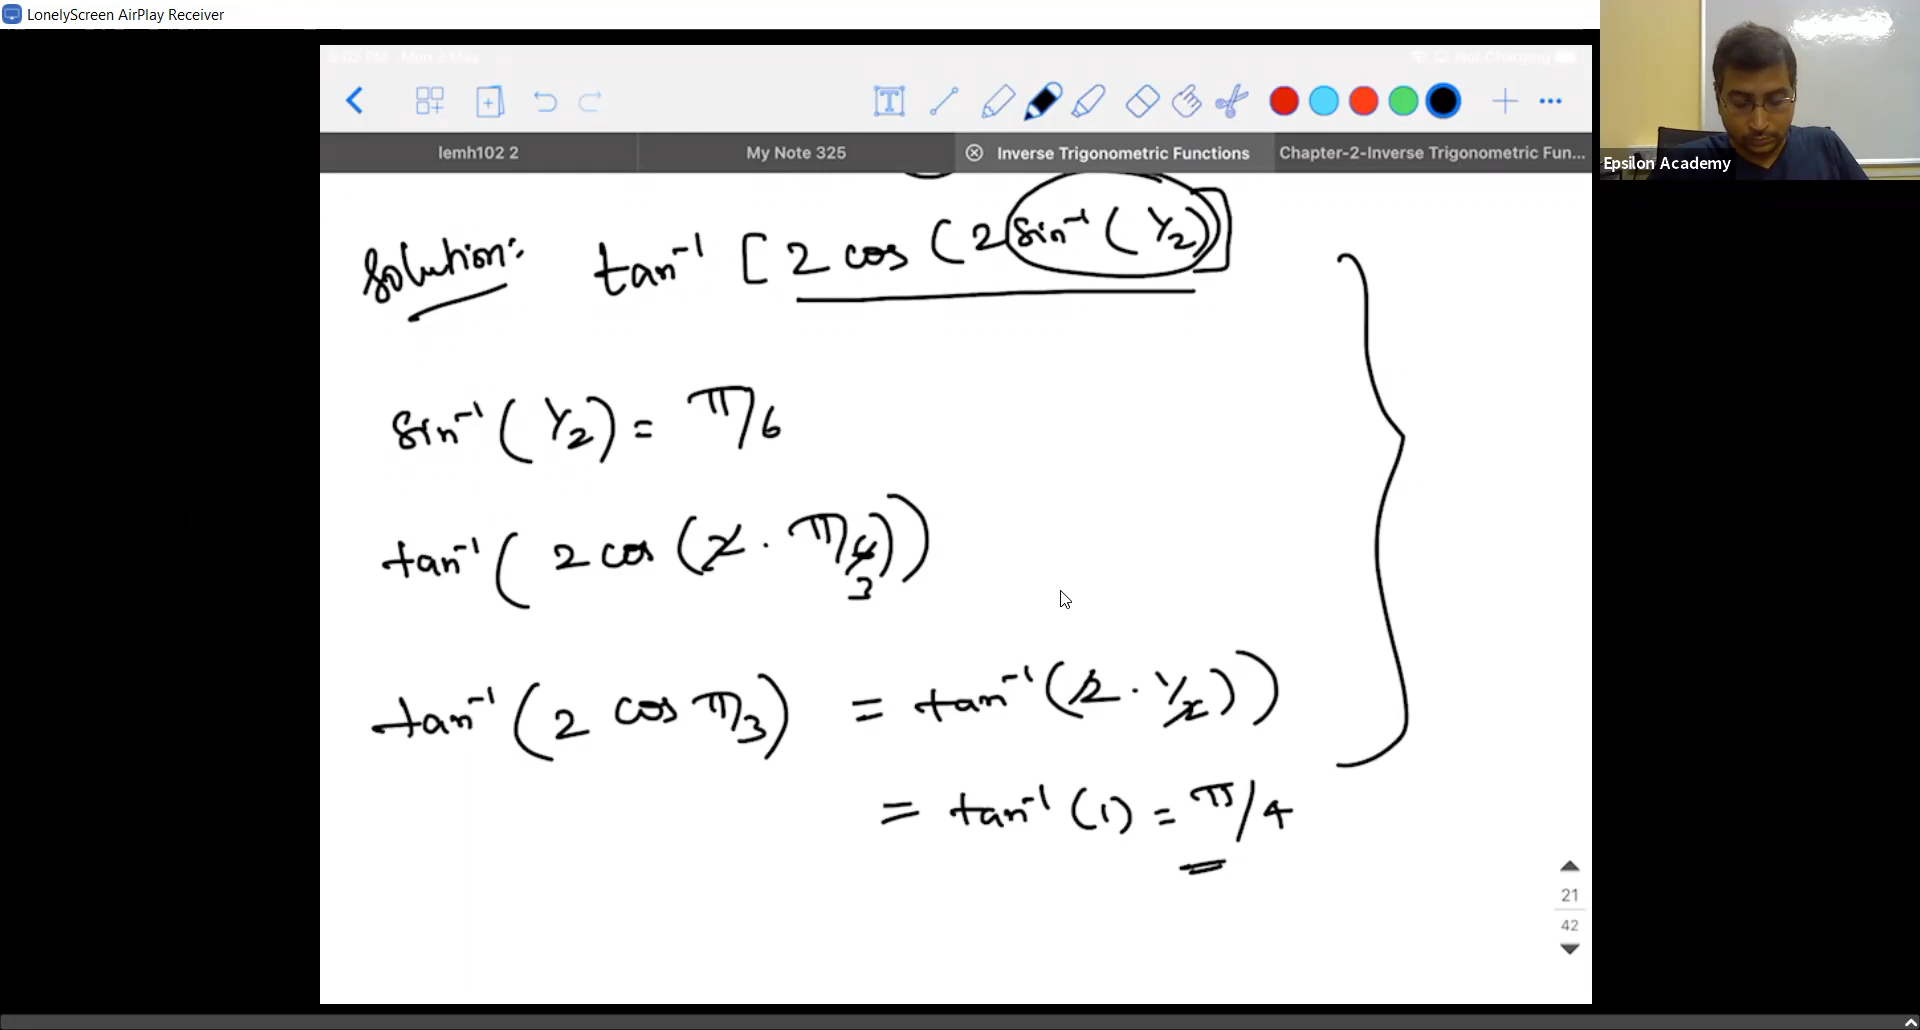 LonelyScreen AirPlay Receiver
lemh102 2
My Note 325
Inverse Trigonometric Functions
Chapter-2-Inverse Trigonometric Fun...
Epsilon Academy
Solution: tan⁻¹ [2 cos (2 sin⁻¹ (1/2))]
sin⁻¹ (1/2) = π/6
tan⁻¹ (2 cos (2 · π/6))
3
tan⁻¹ (2 cos π/3) = tan⁻¹ (2 · 1/2))
= tan⁻¹ (1) = π/4
21
42